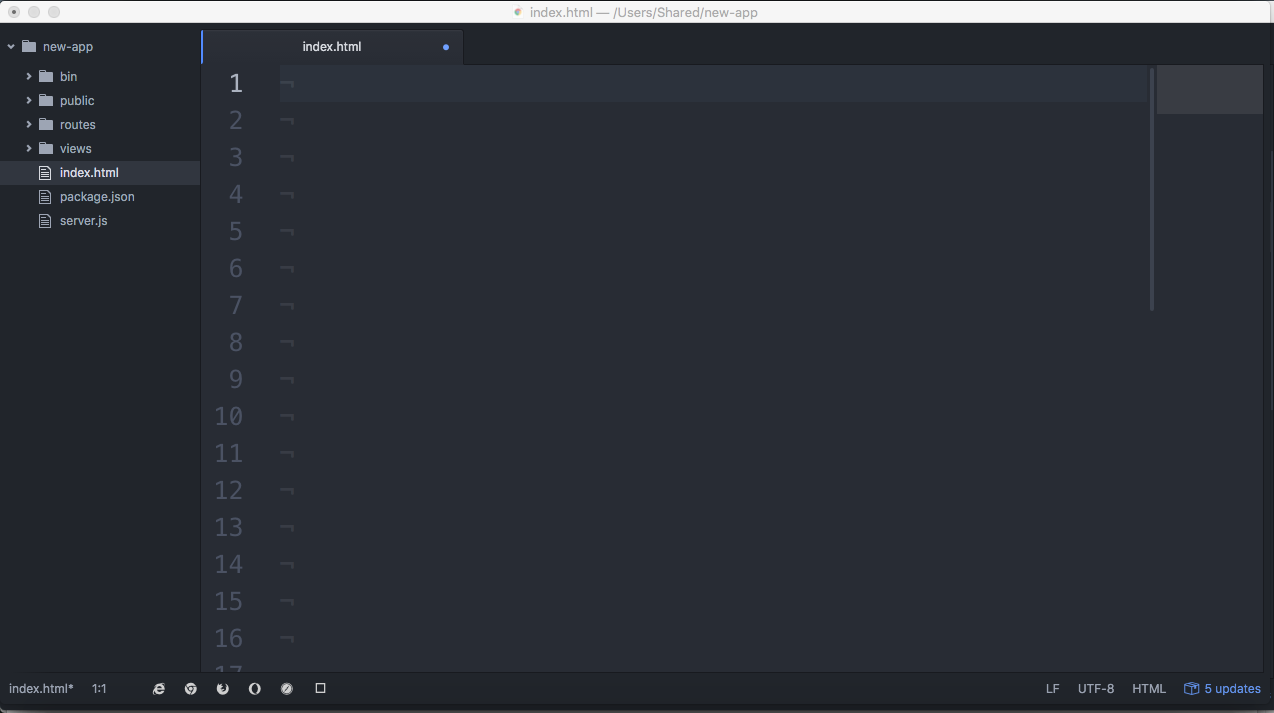 index.html — /Users/Shared/new-app
new-app
bin
public
routes
views
index.html
package.json
server.js
index.html
1 ¬
2 ¬
3 ¬
4 ¬
5 ¬
6 ¬
7 ¬
8 ¬
9 ¬
10 ¬
11 ¬
12 ¬
13 ¬
14 ¬
15 ¬
16 ¬
17
index.html* 1:1 LF UTF-8 HTML 5 updates